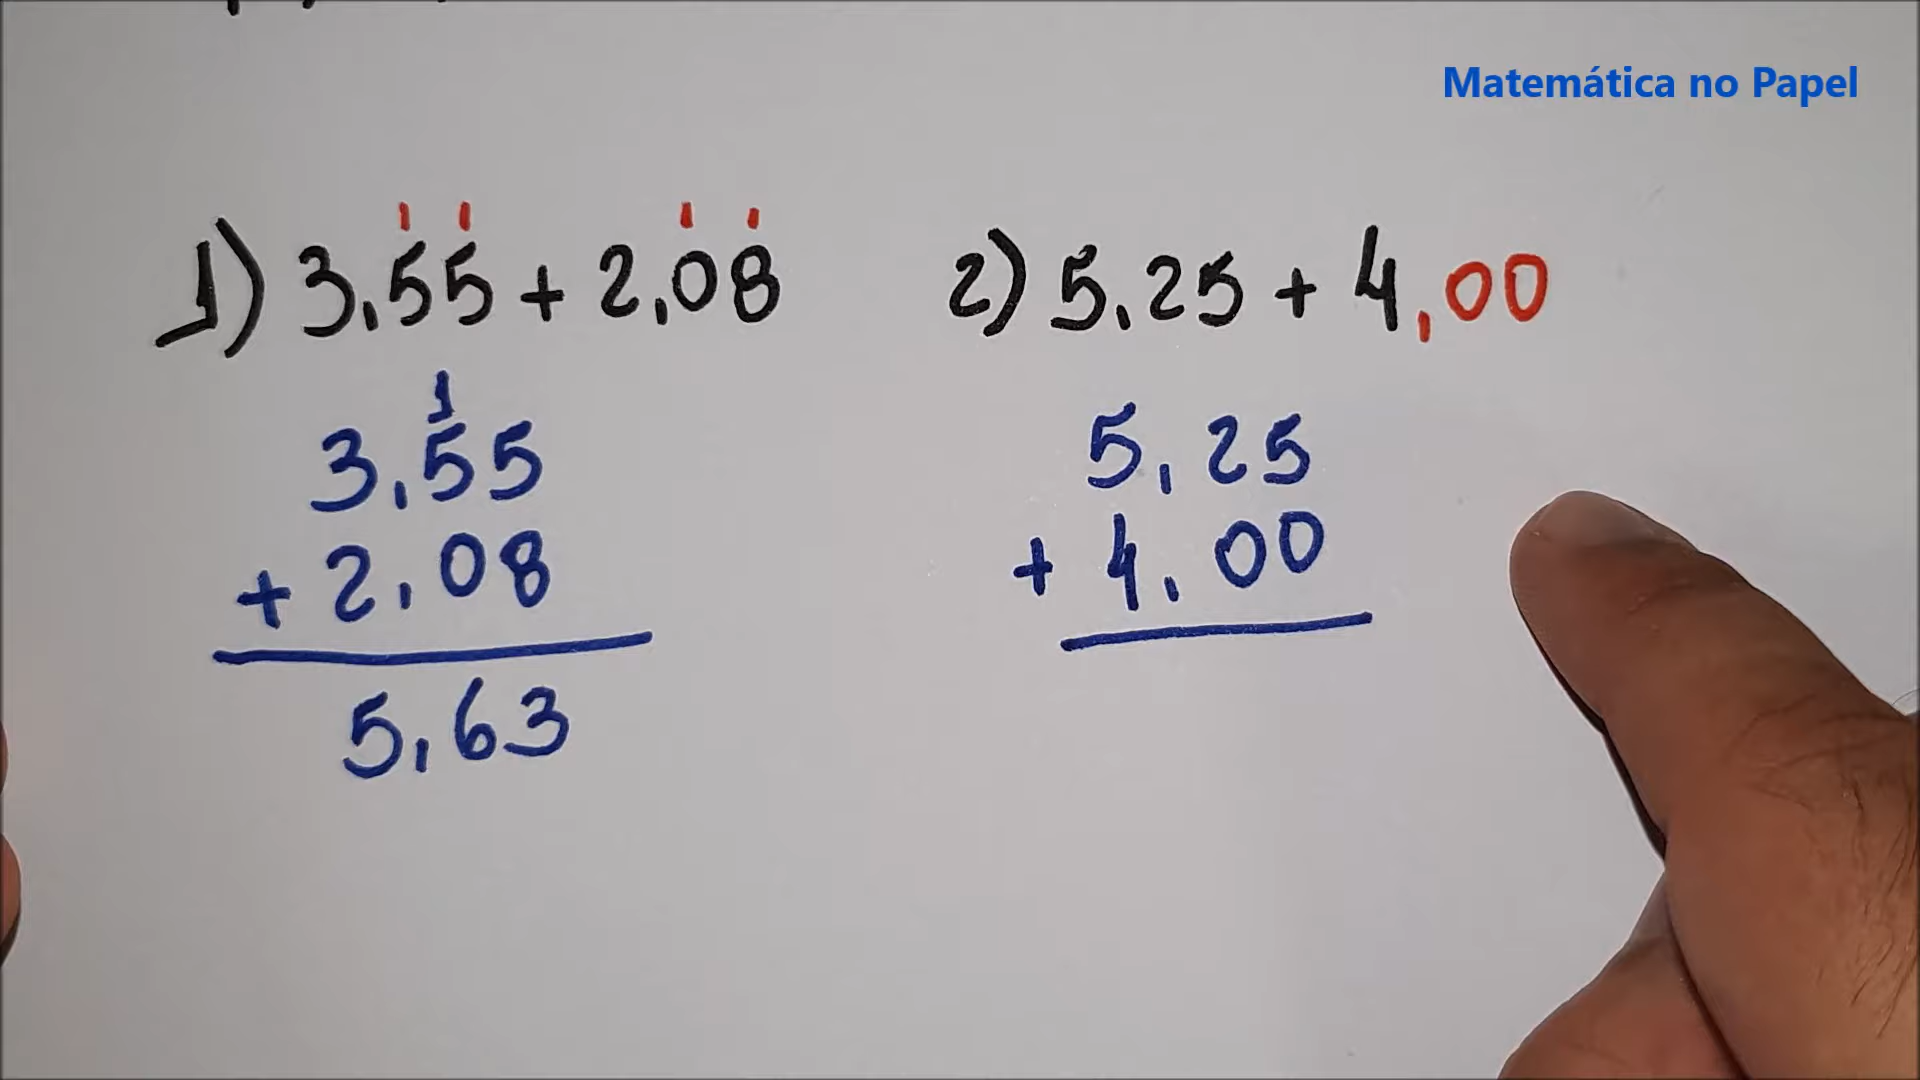 Matemática no Papel
1) 3,55 + 2,08
1
3,55
+ 2,08
5,63
2) 5,25 + 4,00
5,25
+ 4,00